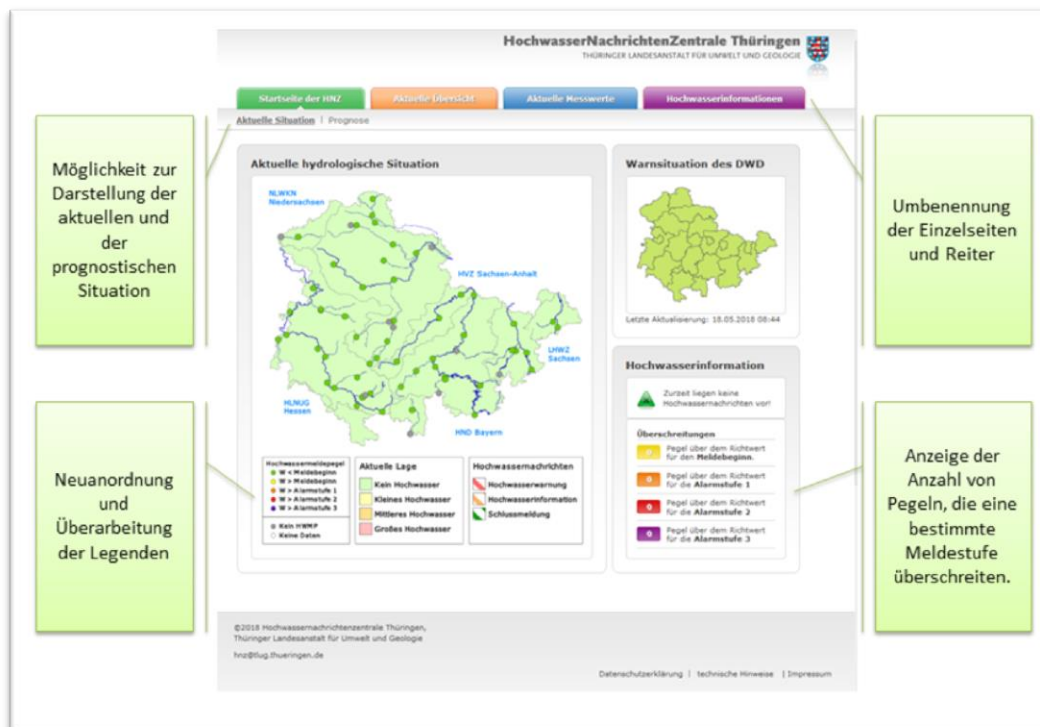 HochwasserNachrichtenZentrale Thüringen
THÜRINGER LANDESANSTALT FÜR UMWELT UND GEOLOGIE
Startseite der HNZ
Aktuelle Übersicht
Aktuelle Messwerte
Hochwasserinformationen
Aktuelle Situation | Prognose
Möglichkeit zur
Darstellung der
aktuellen und
der
prognostischen
Situation
Neuanordnung
und
Überarbeitung
der Legenden
Aktuelle hydrologische Situation
NLWKN
Niedersachsen
HVZ Sachsen-Anhalt
LHWZ
Sachsen
HLNUG
Hessen
HND Bayern
Hochwassermeldepegel
W < Meldebeginn
W > Meldebeginn
W > Alarmstufe 1
W > Alarmstufe 2
W > Alarmstufe 3
Kein HWMP
Keine Daten
Aktuelle Lage
Kein Hochwasser
Kleines Hochwasser
Mittleres Hochwasser
Großes Hochwasser
Hochwassernachrichten
Hochwasserwarnung
Hochwasserinformation
Schlussmeldung
Warnsituation des DWD
Letzte Aktualisierung: 18.05.2018 08:44
Hochwasserinformation
Zurzeit liegen keine
Hochwassernachrichten vor!
Überschreitungen
0 Pegel über dem Richtwert
für den Meldebeginn.
0 Pegel über dem Richtwert
für die Alarmstufe 1
0 Pegel über dem Richtwert
für die Alarmstufe 2
0 Pegel über dem Richtwert
für die Alarmstufe 3
Umbenennung
der Einzelseiten
und Reiter
Anzeige der
Anzahl von
Pegeln, die eine
bestimmte
Meldestufe
überschreiten.
©2018 Hochwassernachrichtenzentrale Thüringen,
Thüringer Landesanstalt für Umwelt und Geologie
hnz@tlug.thueringen.de
Datenschutzerklärung | technische Hinweise | Impressum